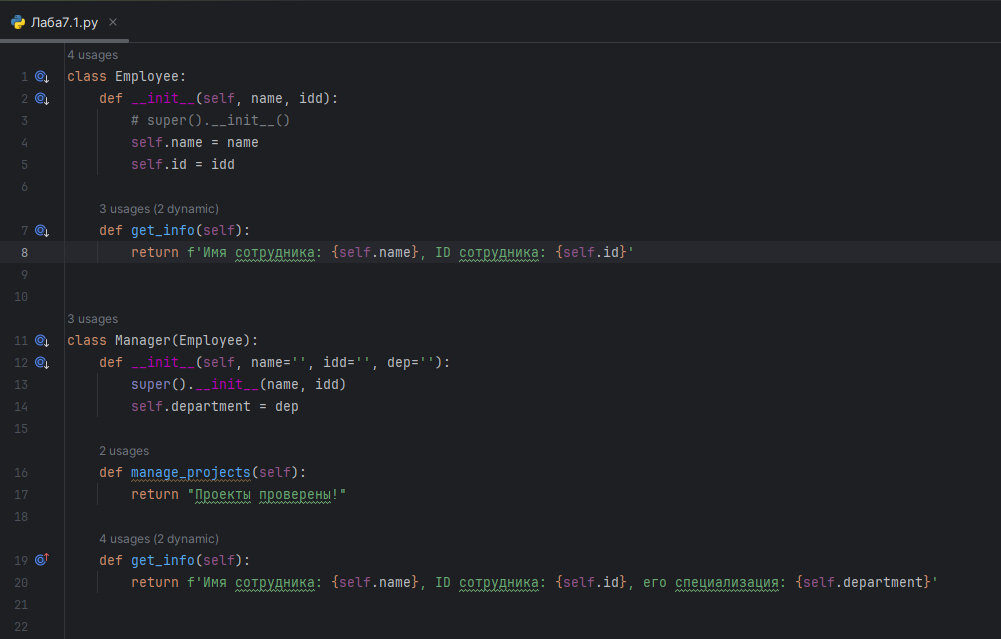 Лаба7.1.py
4 usages
1 class Employee:
2     def __init__(self, name, idd):
3         # super().__init__()
4         self.name = name
5         self.id = idd
6
3 usages (2 dynamic)
7     def get_info(self):
8         return f'Имя сотрудника: {self.name}, ID сотрудника: {self.id}'
9
10
3 usages
11 class Manager(Employee):
12     def __init__(self, name='', idd='', dep=''):
13         super().__init__(name, idd)
14         self.department = dep
15
2 usages
16     def manage_projects(self):
17         return "Проекты проверены!"
18
4 usages (2 dynamic)
19     def get_info(self):
20         return f'Имя сотрудника: {self.name}, ID сотрудника: {self.id}, его специализация: {self.department}'
21
22